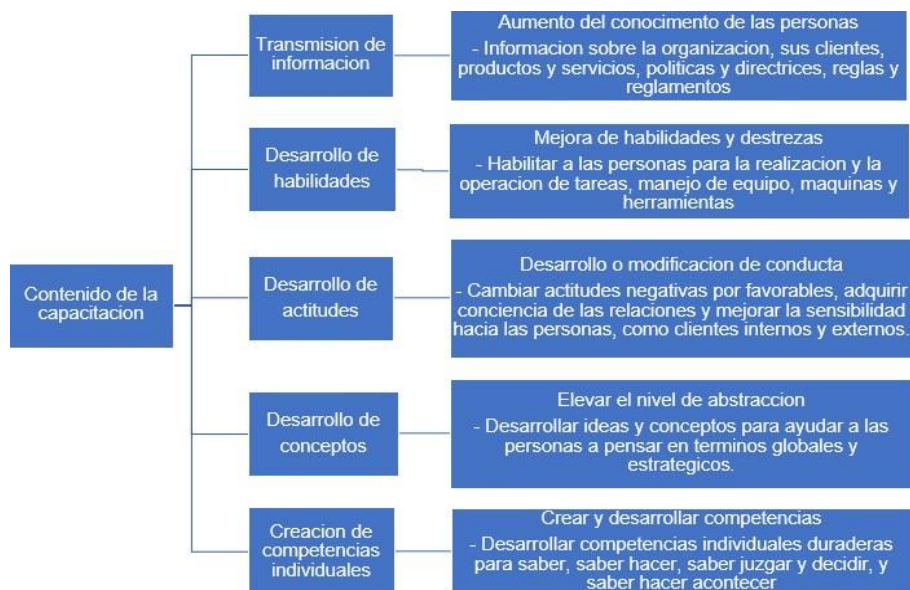 Contenido de la
capacitacion
Transmision de
informacion
Aumento del conocimiento de las personas
- Informacion sobre la organizacion, sus clientes,
productos y servicios, politicas y directrices, reglas y
reglamentos
Desarrollo de
habilidades
Mejora de habilidades y destrezas
- Habilitar a las personas para la realizacion y la
operacion de tareas, manejo de equipo, maquinas y
herramientas
Desarrollo de
actitudes
Desarrollo o modificacion de conducta
- Cambiar actitudes negativas por favorables, adquirir
conciencia de las relaciones y mejorar la sensibilidad
hacia las personas, como clientes internos y externos.
Desarrollo de
conceptos
Elevar el nivel de abstraccion
- Desarrollar ideas y conceptos para ayudar a las
personas a pensar en terminos globales y
estrategicos.
Creacion de
competencias
individuales
Crear y desarrollar competencias
- Desarrollar competencias individuales duraderas
para saber, saber hacer, saber juzgar y decidir, y
saber hacer acontecer